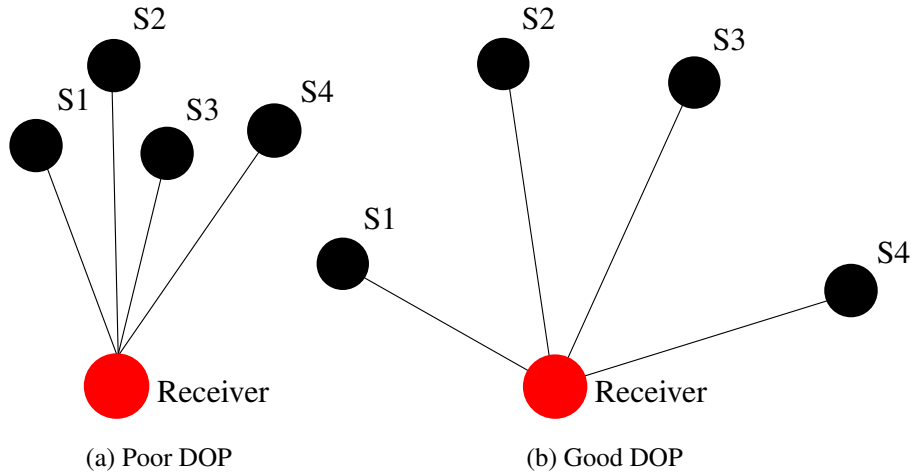 S2
S1
S3
S4
Receiver
(a) Poor DOP
S2
S3
S1
S4
Receiver
(b) Good DOP